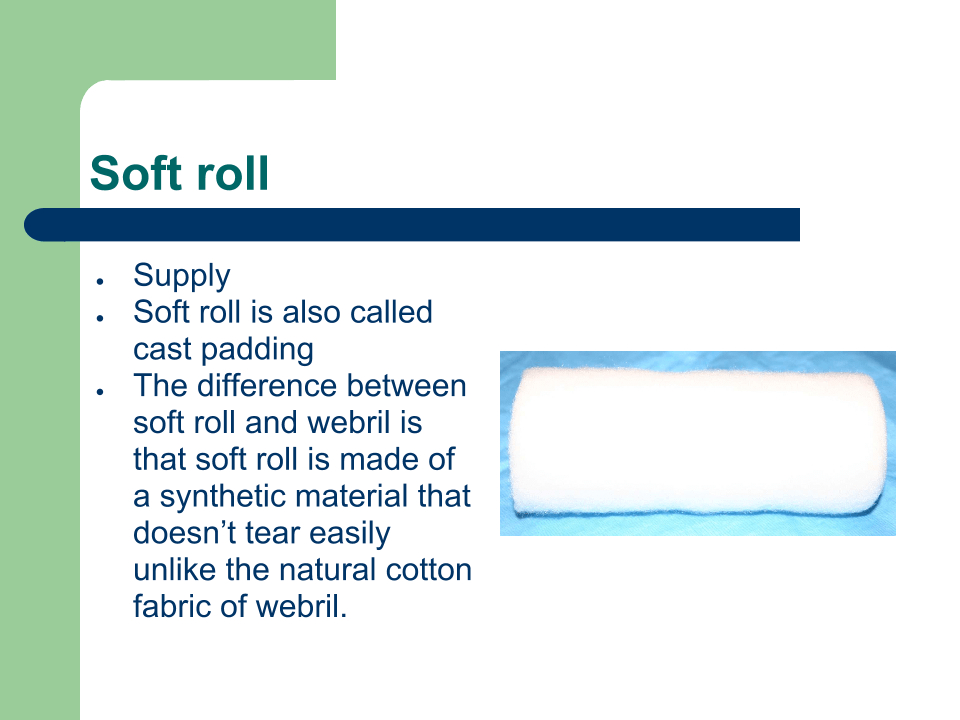 Soft roll
● Supply
● Soft roll is also called
cast padding
● The difference between
soft roll and webril is
that soft roll is made of
a synthetic material that
doesn’t tear easily
unlike the natural cotton
fabric of webril.